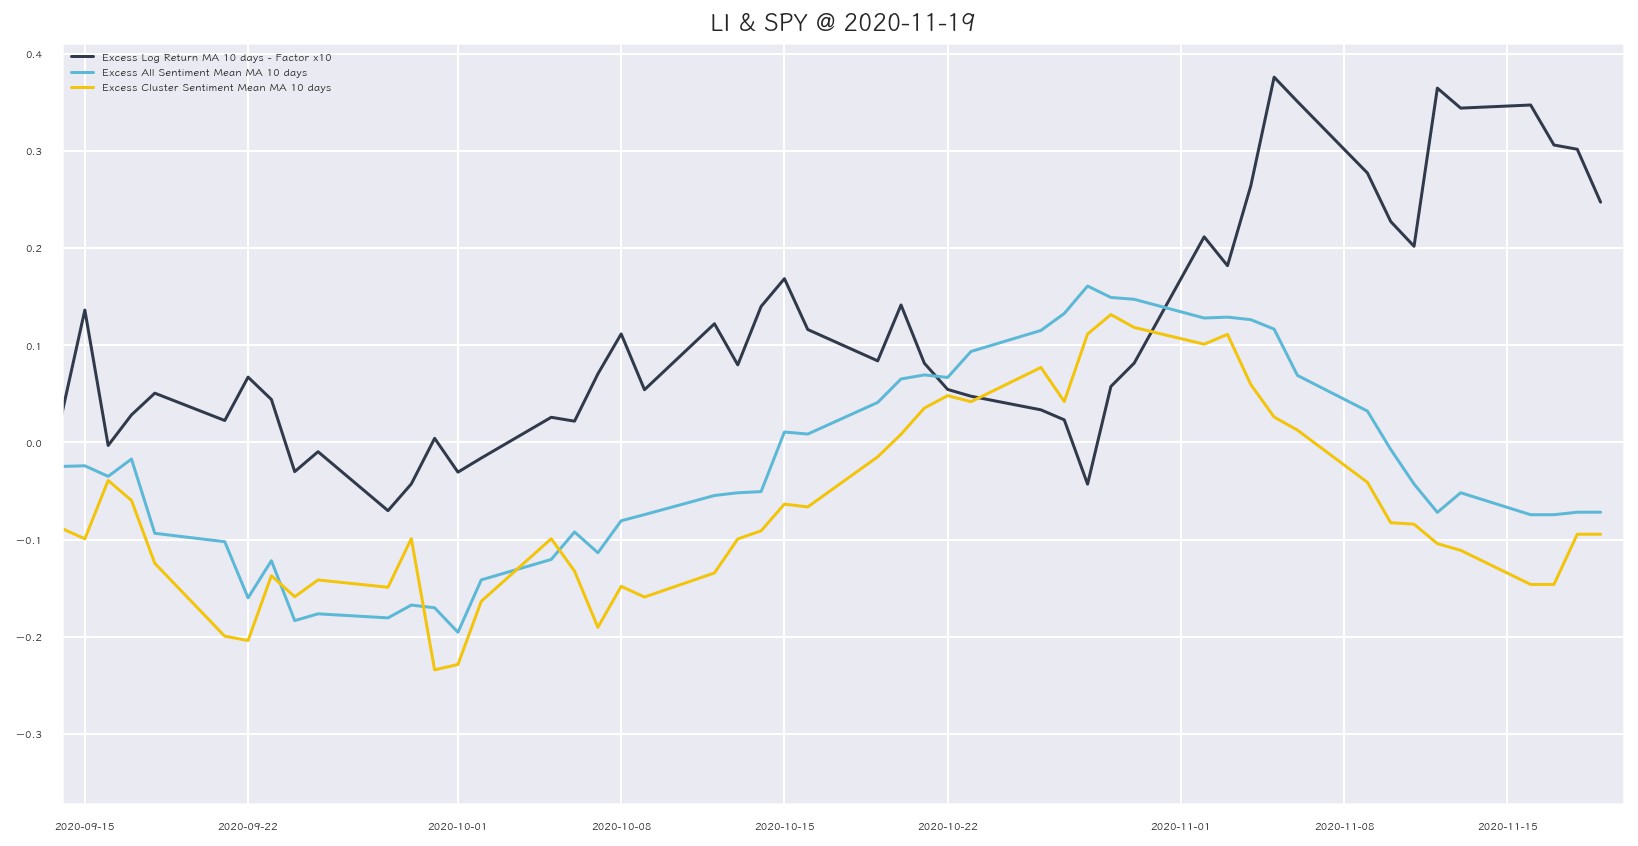 LI & SPY @ 2020-11-19
Excess Log Return MA 10 days - Factor x10
Excess All Sentiment Mean MA 10 days
Excess Cluster Sentiment Mean MA 10 days
0.4
0.3
0.2
0.1
0.0
−0.1
−0.2
−0.3
2020-09-15 2020-09-22 2020-10-01 2020-10-08 2020-10-15 2020-10-22 2020-11-01 2020-11-08 2020-11-15